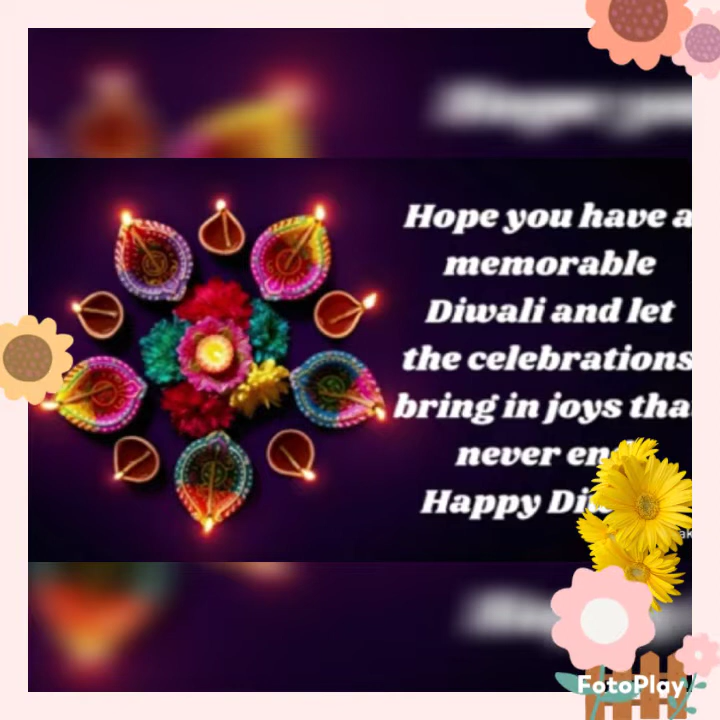 Hope you have a
memorable
Diwali and let
the celebrations
bring in joys tha
never en
Happy Di
FotoPlay